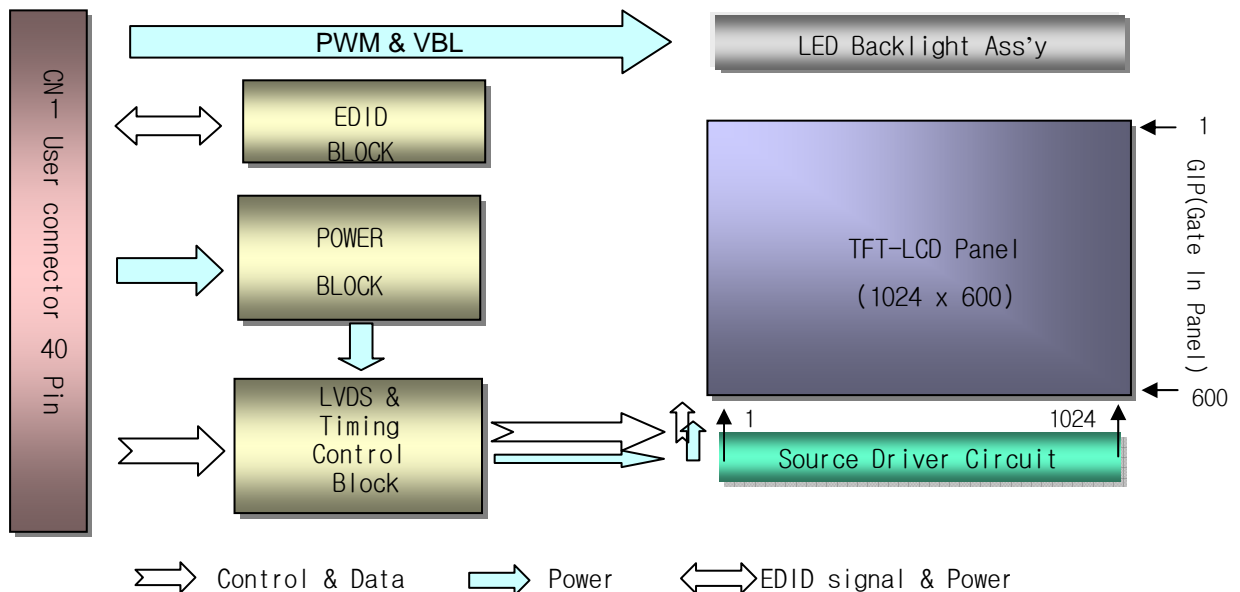 PWM & VBL
LED Backlight Ass'y
CN1 User connector 40 Pin
EDID
BLOCK
POWER
BLOCK
LVDS &
Timing
Control
Block
TFT-LCD Panel
(1024 x 600)
1
GIP(Gate In Panel)
600
1
1024
Source Driver Circuit
Control & Data
Power
EDID signal & Power